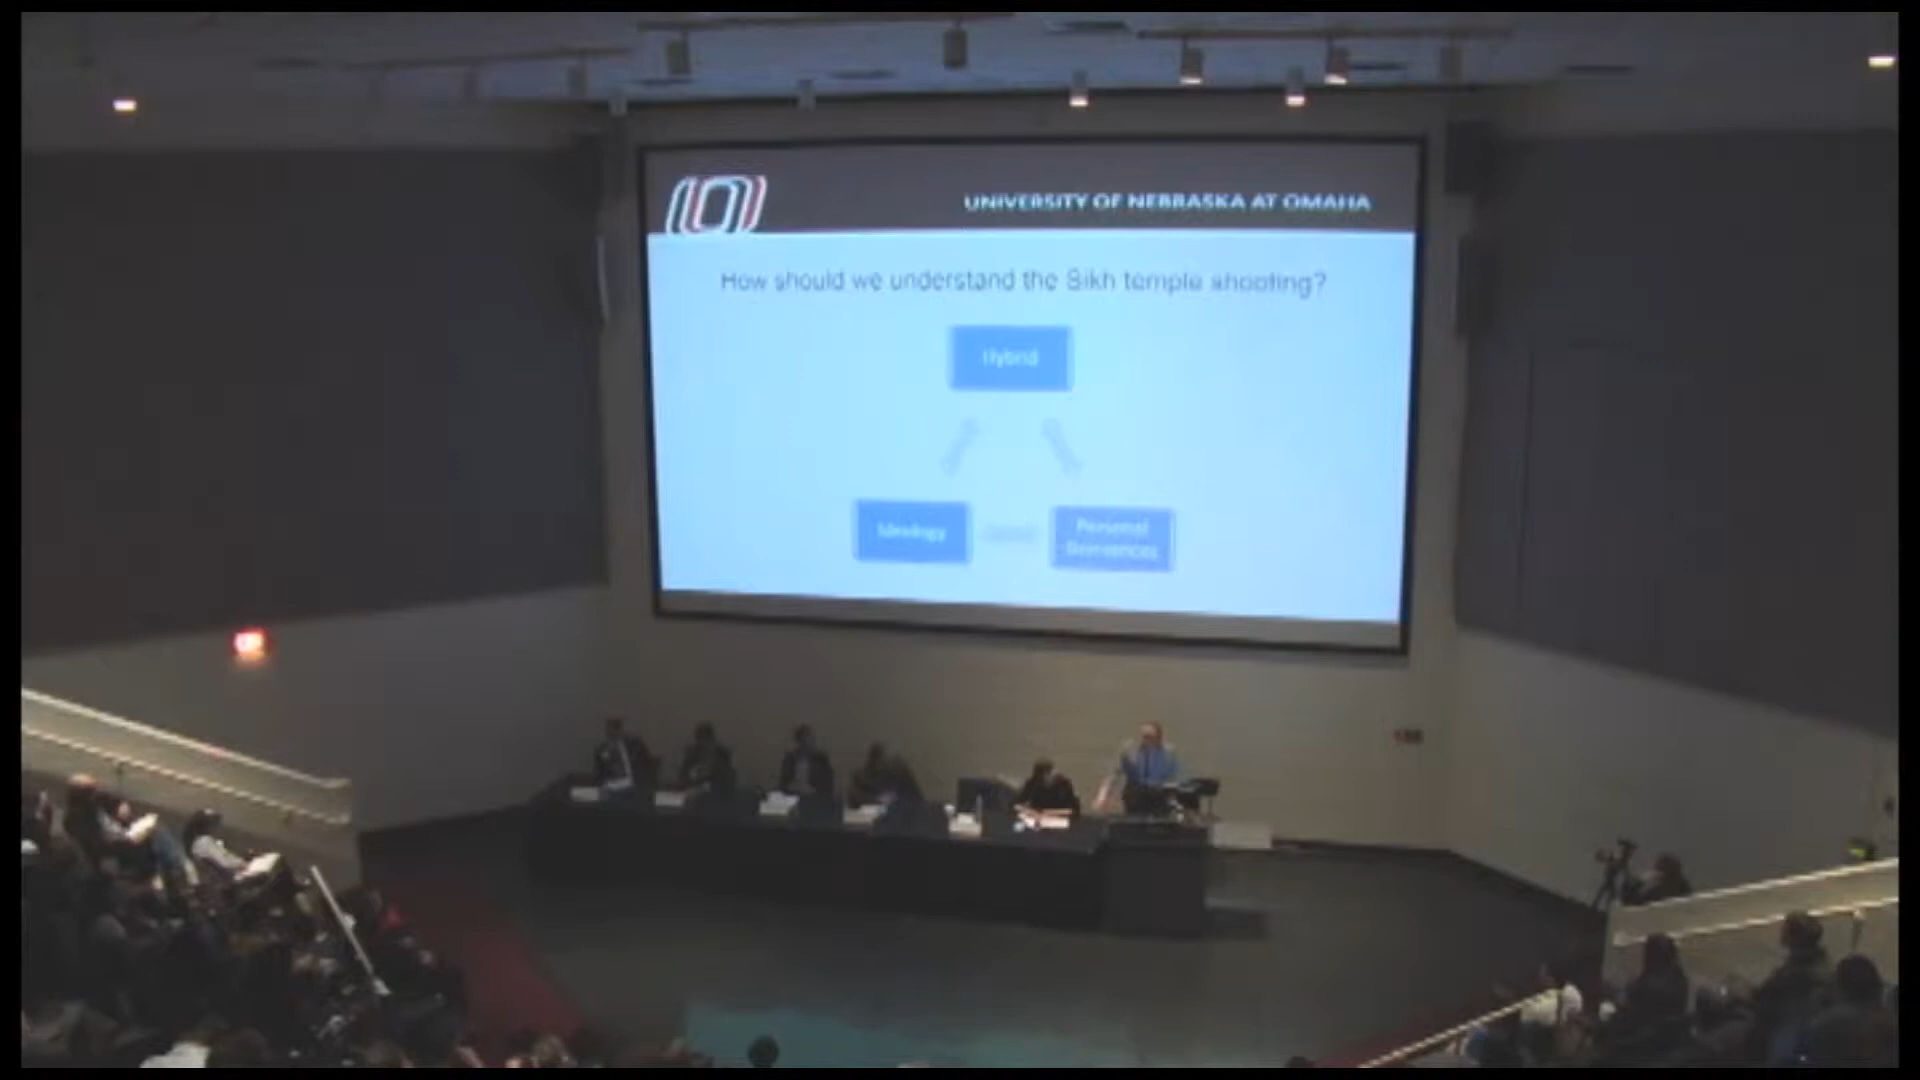 UNIVERSITY OF NEBRASKA AT OMAHA
How should we understand the Sikh temple shooting?
Hybrid
Ideology
Personal
Grievances